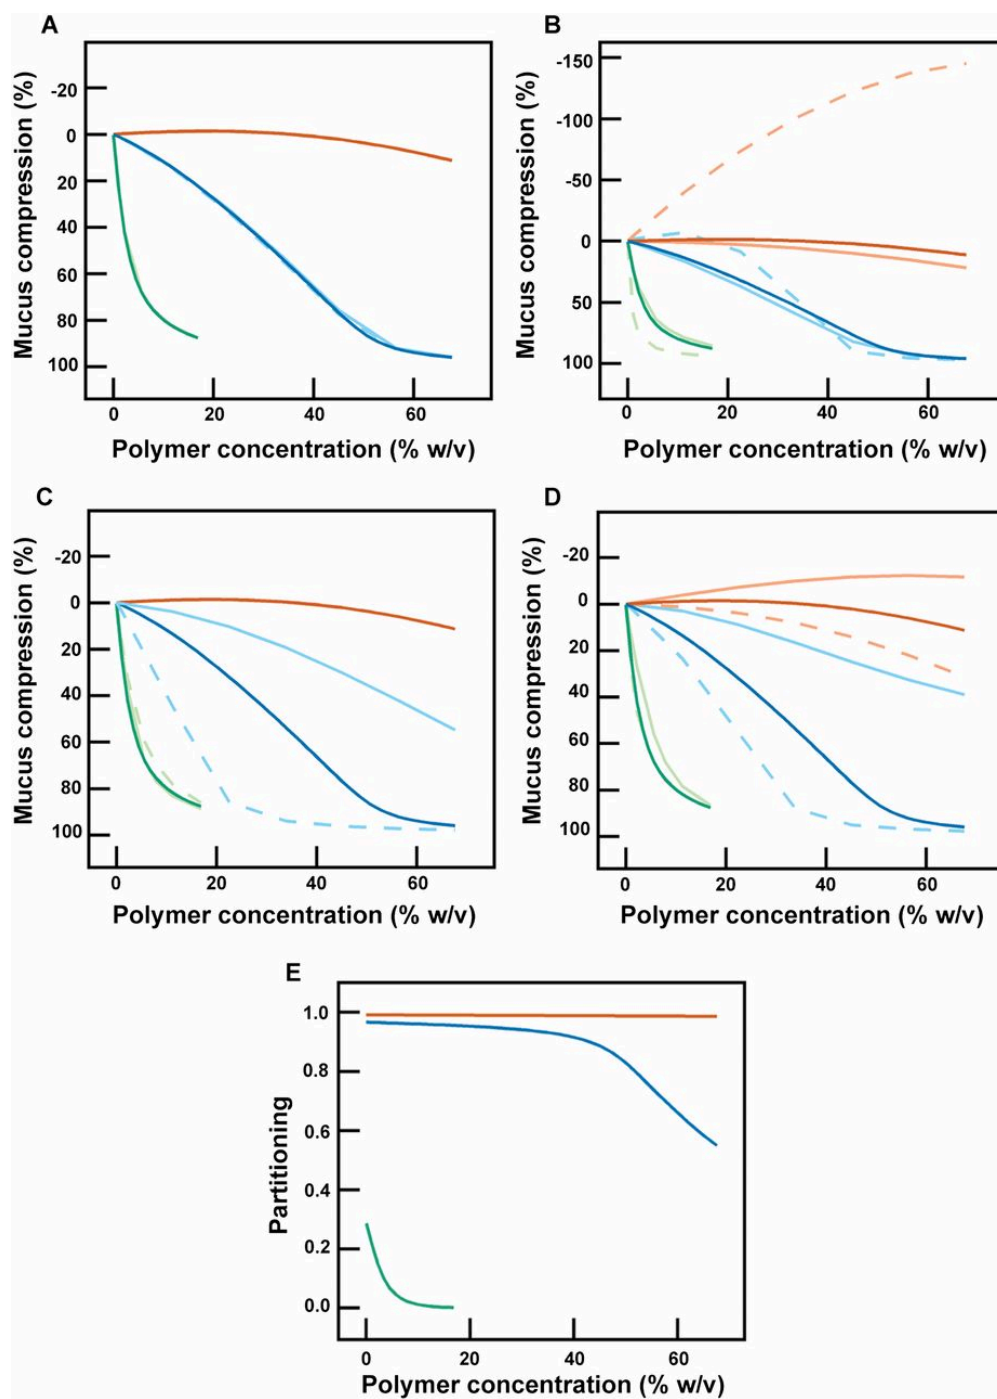 A
Mucus compression (%)
-20
0
20
40
60
80
100
0 20 40 60
Polymer concentration (% w/v)
B
Mucus compression (%)
-150
-100
-50
0
50
100
0 20 40 60
Polymer concentration (% w/v)
C
Mucus compression (%)
-20
0
20
40
60
80
100
0 20 40 60
Polymer concentration (% w/v)
D
Mucus compression (%)
-20
0
20
40
60
80
100
0 20 40 60
Polymer concentration (% w/v)
E
Partitioning
1.0
0.8
0.6
0.4
0.2
0.0
0 20 40 60
Polymer concentration (% w/v)